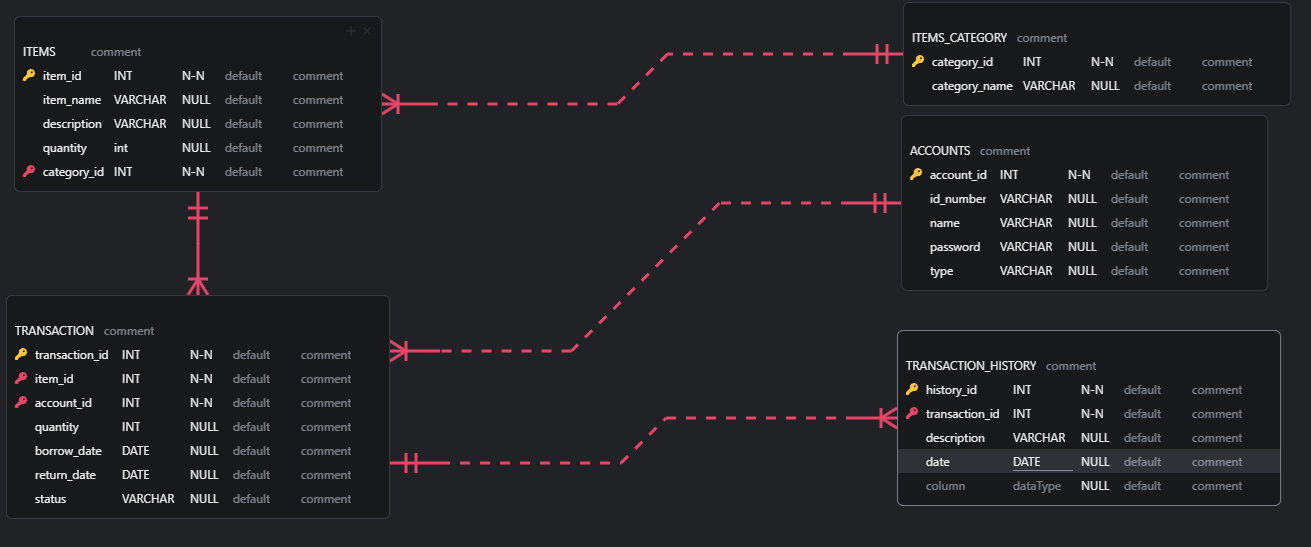 ITEMS comment
item_id INT N-N default comment
item_name VARCHAR NULL default comment
description VARCHAR NULL default comment
quantity int NULL default comment
category_id INT N-N default comment
ITEMS_CATEGORY comment
category_id INT N-N default comment
category_name VARCHAR NULL default comment
ACCOUNTS comment
account_id INT N-N default comment
id_number VARCHAR NULL default comment
name VARCHAR NULL default comment
password VARCHAR NULL default comment
type VARCHAR NULL default comment
TRANSACTION comment
transaction_id INT N-N default comment
item_id INT N-N default comment
account_id INT N-N default comment
quantity INT NULL default comment
borrow_date DATE NULL default comment
return_date DATE NULL default comment
status VARCHAR NULL default comment
TRANSACTION_HISTORY comment
history_id INT N-N default comment
transaction_id INT N-N default comment
description VARCHAR NULL default comment
date DATE NULL default comment
column dataType NULL default comment